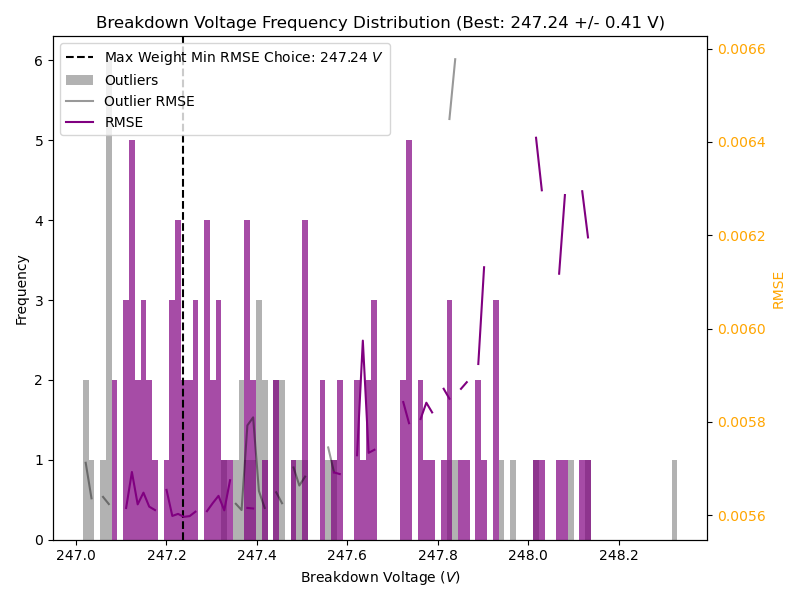 Breakdown Voltage Frequency Distribution (Best: 247.24 +/- 0.41 V)
Max Weight Min RMSE Choice: 247.24 V
Outliers
Outlier RMSE
RMSE
6
5
4
3
2
1
0
Frequency
0.0066
0.0064
0.0062
0.0060
0.0058
0.0056
RMSE
247.0 247.2 247.4 247.6 247.8 248.0 248.2
Breakdown Voltage (V)